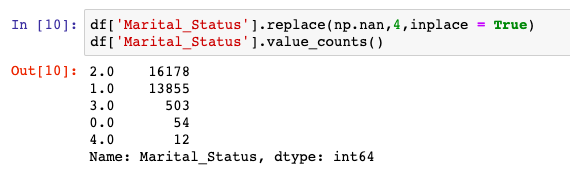 In [10]: df['Marital_Status'].replace(np.nan,4,inplace = True)
df['Marital_Status'].value_counts()
Out[10]: 2.0    16178
1.0    13855
3.0      503
0.0       54
4.0       12
Name: Marital_Status, dtype: int64